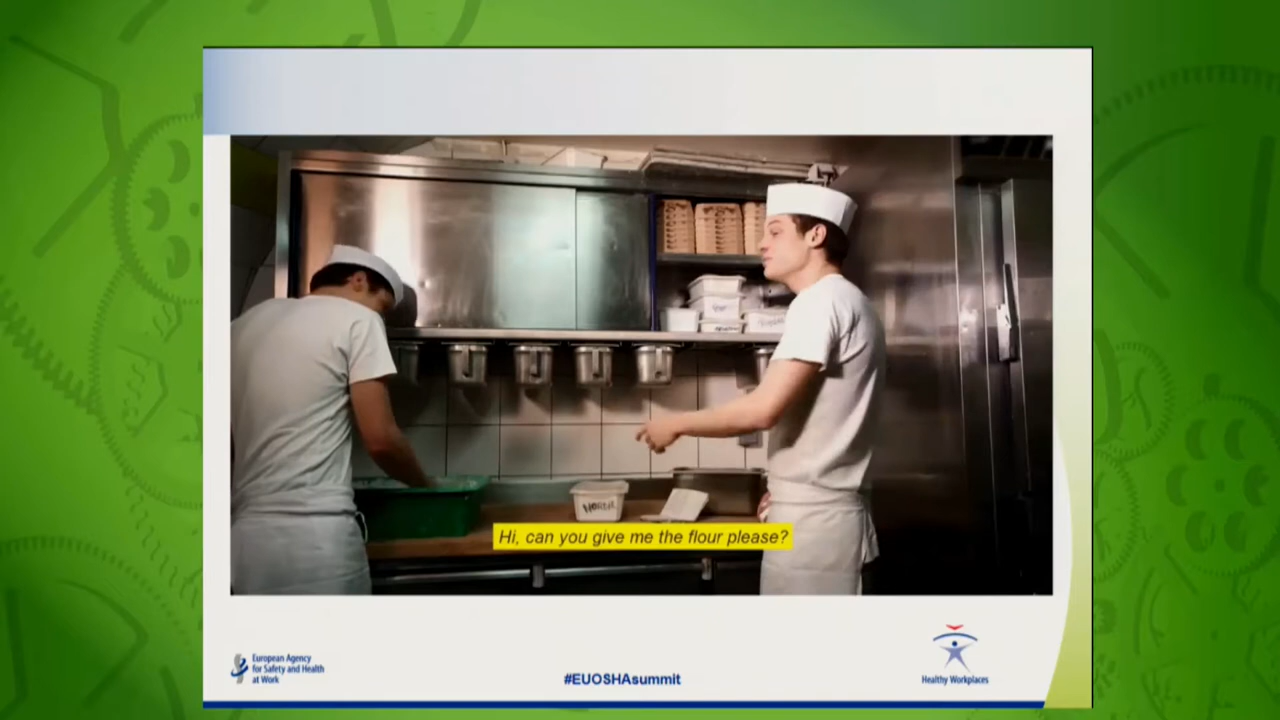 Hi, can you give me the flour please?
European Agency
for Safety and Health
at Work
#EUOSHAsummit
Healthy Workplaces